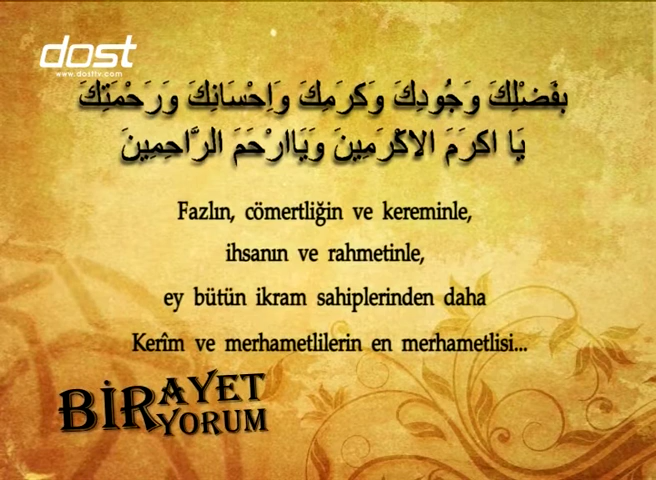 dost
www.dosttv.com
بِفَضْلِكَ وَجُودِكَ وَكَرَمِكَ وَاِحْسَانِكَ وَرَحْمَتِكَ
يَا اَكْرَمَ الاَكْرَمِينَ وَيَااَرْحَمَ الرَّاحِمِينَ
Fazlın, cömertliğin ve kereminle,
ihsanın ve rahmetinle,
ey bütün ikram sahiplerinden daha
Kerîm ve merhametlilerin en merhametlisi...
BİR AYET
YORUM